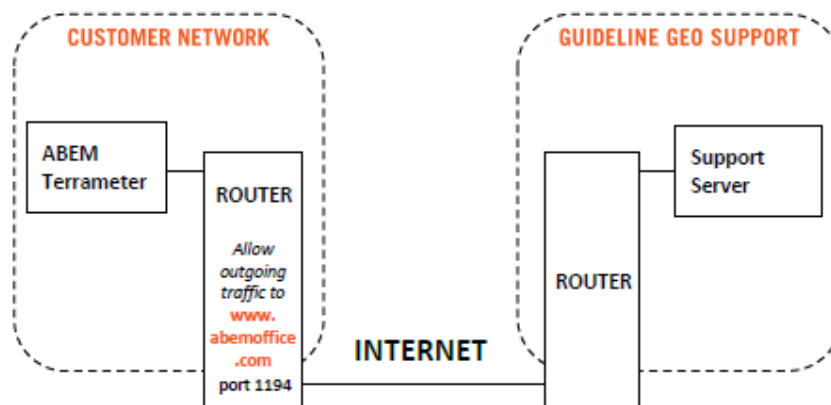 CUSTOMER NETWORK
ABEM
Terrameter
ROUTER
Allow
outgoing
traffic to
www.
abemoffice
.com
port 1194
INTERNET
GUIDELINE GEO SUPPORT
Support
Server
ROUTER